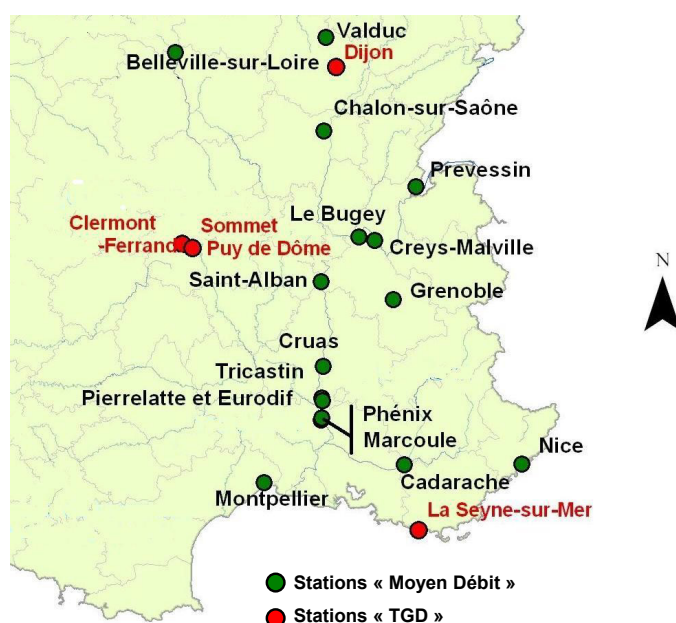 Valduc
Dijon
Belleville-sur-Loire
Chalon-sur-Saône
Prevessin
Le Bugey
Clermont
-Ferrand
Sommet
Puy de Dôme
Creys-Malville
Saint-Alban
Grenoble
N
Cruas
Tricastin
Pierrelatte et Eurodif
Phénix
Marcoule
Nice
Cadarache
Montpellier
La Seyne-sur-Mer
Stations « Moyen Débit »
Stations « TGD »